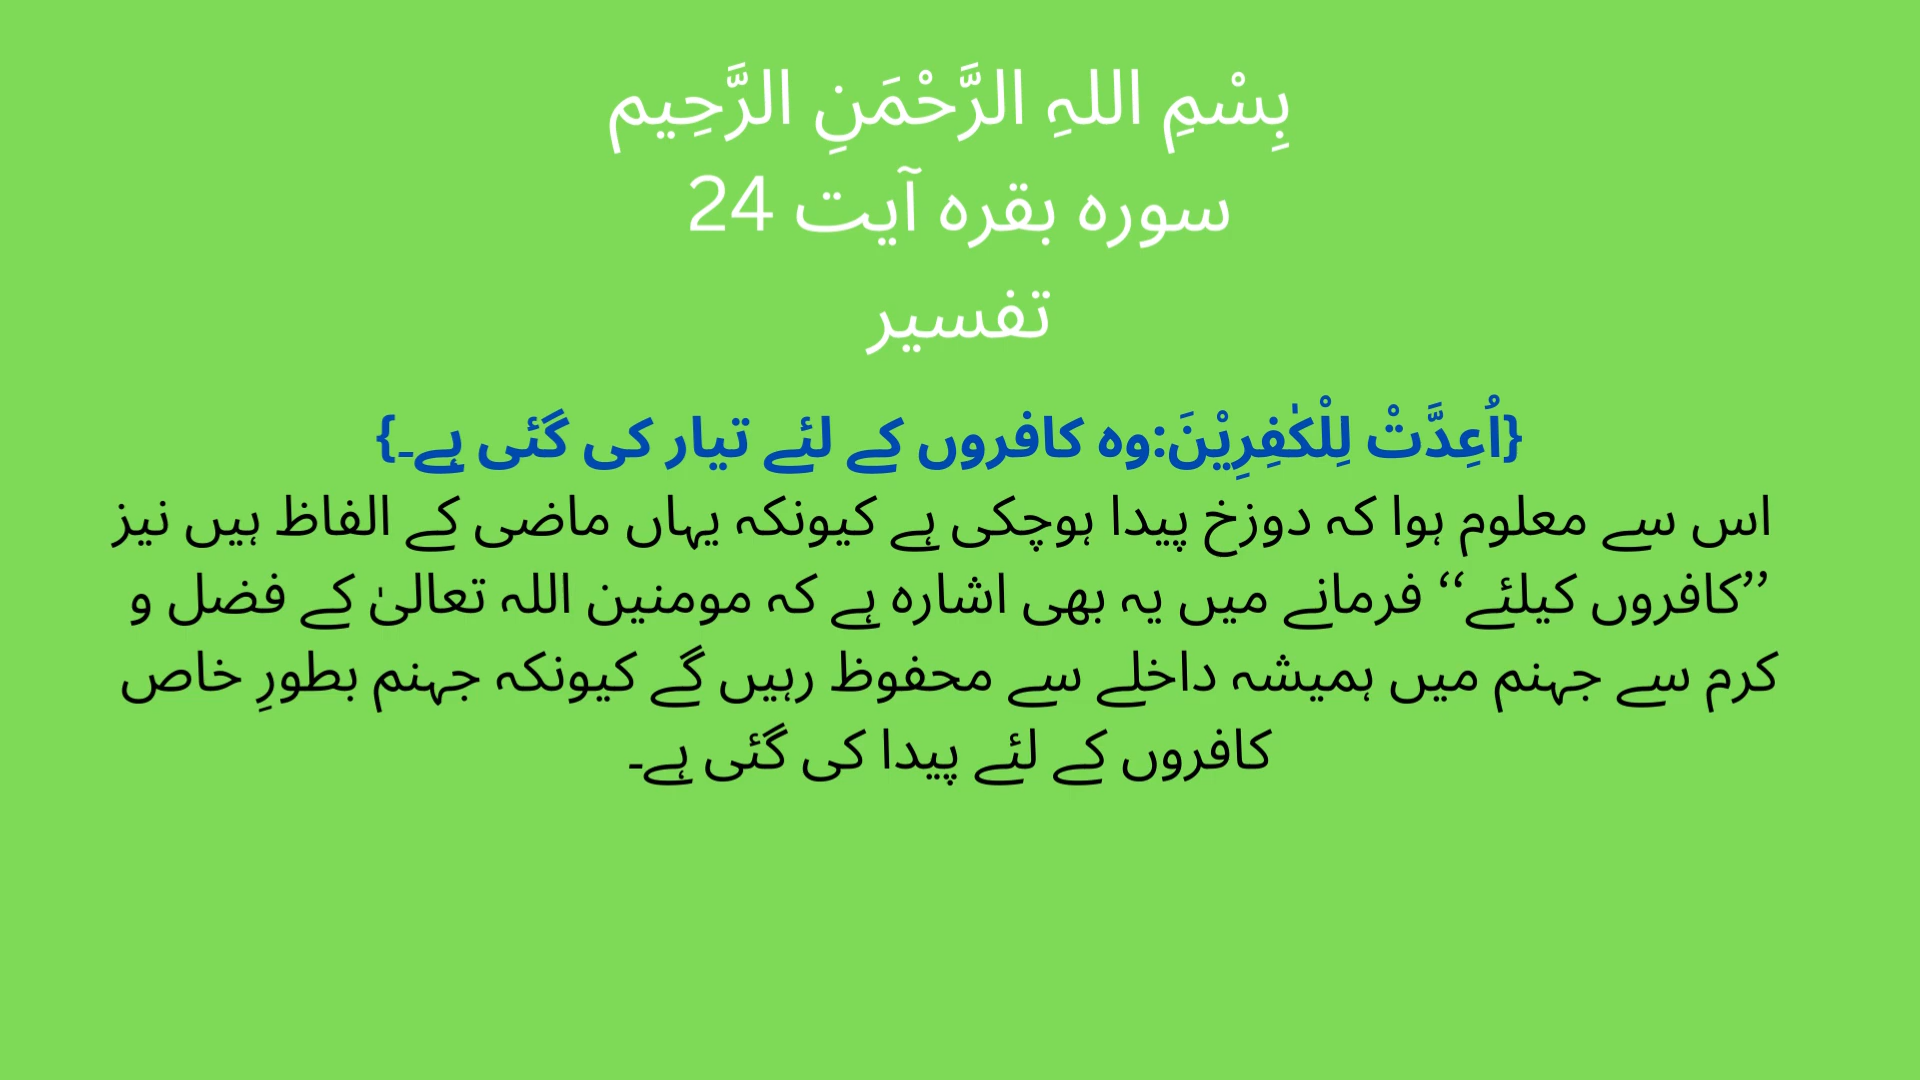 بِسْمِ اللہِ الرَّحْمَنِ الرَّحِیم
سورہ بقرہ آیت 24
تفسیر
{اُعِدَّتْ لِلْكٰفِرِیْنَ:وہ کافروں کے لئے تیار کی گئی ہے۔}
اس سے معلوم ہوا کہ دوزخ پیدا ہوچکی ہے کیونکہ یہاں ماضی کے الفاظ ہیں نیز
’’کافروں کیلئے‘‘ فرمانے میں یہ بھی اشارہ ہے کہ مومنین اللہ تعالیٰ کے فضل و
کرم سے جہنم میں ہمیشہ داخلے سے محفوظ رہیں گے کیونکہ جہنم بطورِ خاص
کافروں کے لئے پیدا کی گئی ہے۔